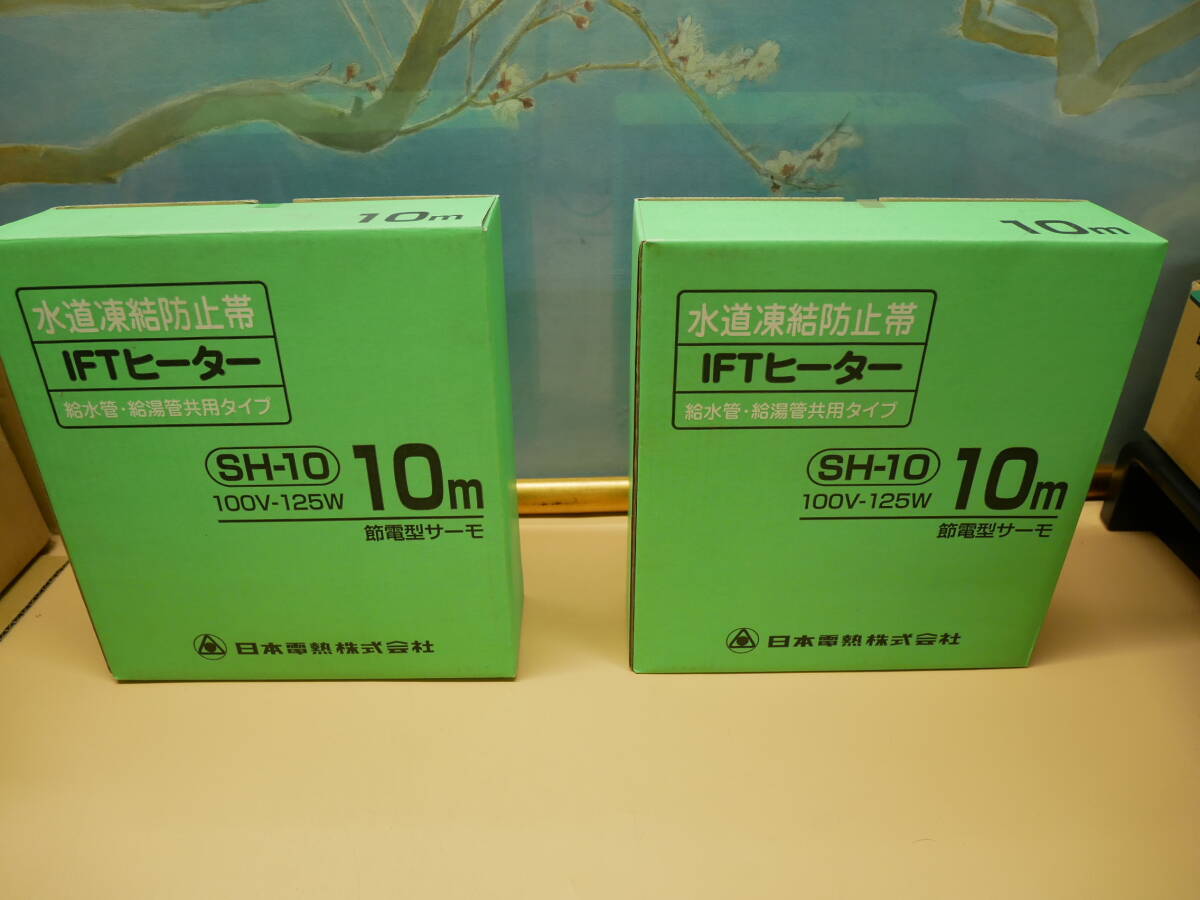 10m
水道凍結防止帯
IFTヒーター
給水管・給湯管共用タイプ
SH-10 10m
100V-125W
節電型サーモ
日本電熱株式会社
10m
水道凍結防止帯
IFTヒーター
給水管・給湯管共用タイプ
SH-10 10m
100V-125W
節電型サーモ
日本電熱株式会社